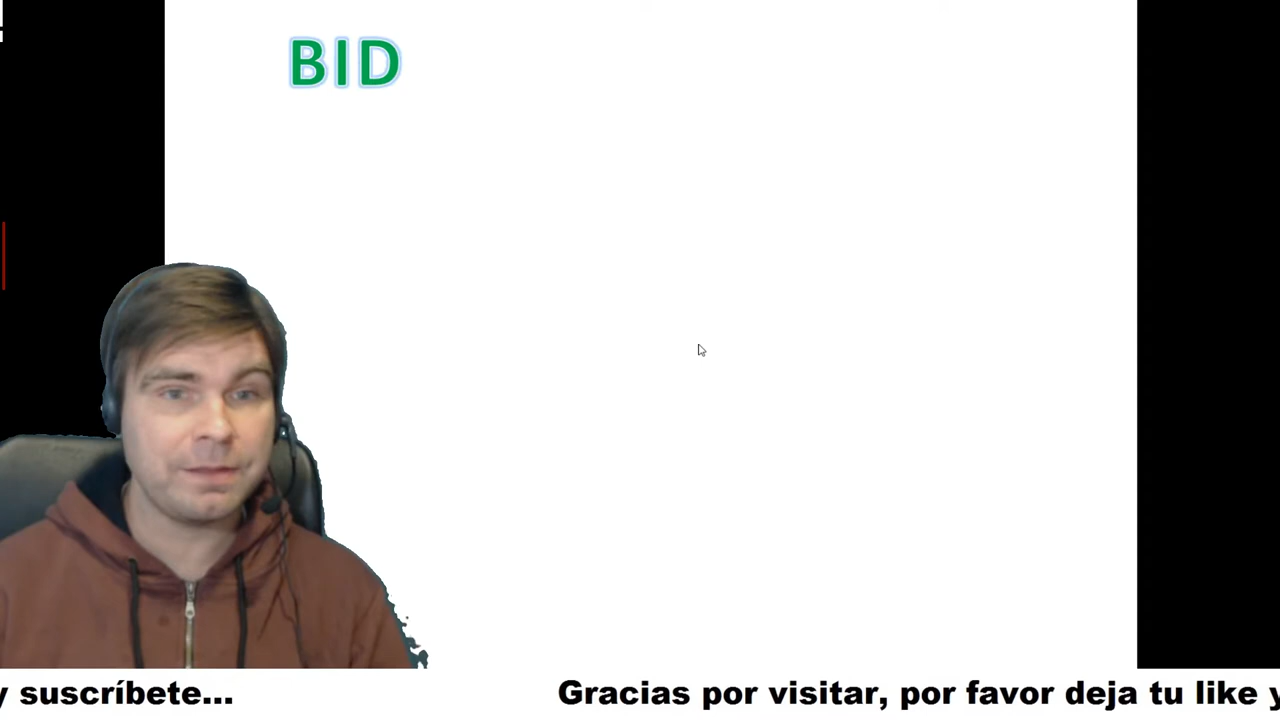 BID
y suscríbete...
Gracias por visitar, por favor deja tu like y